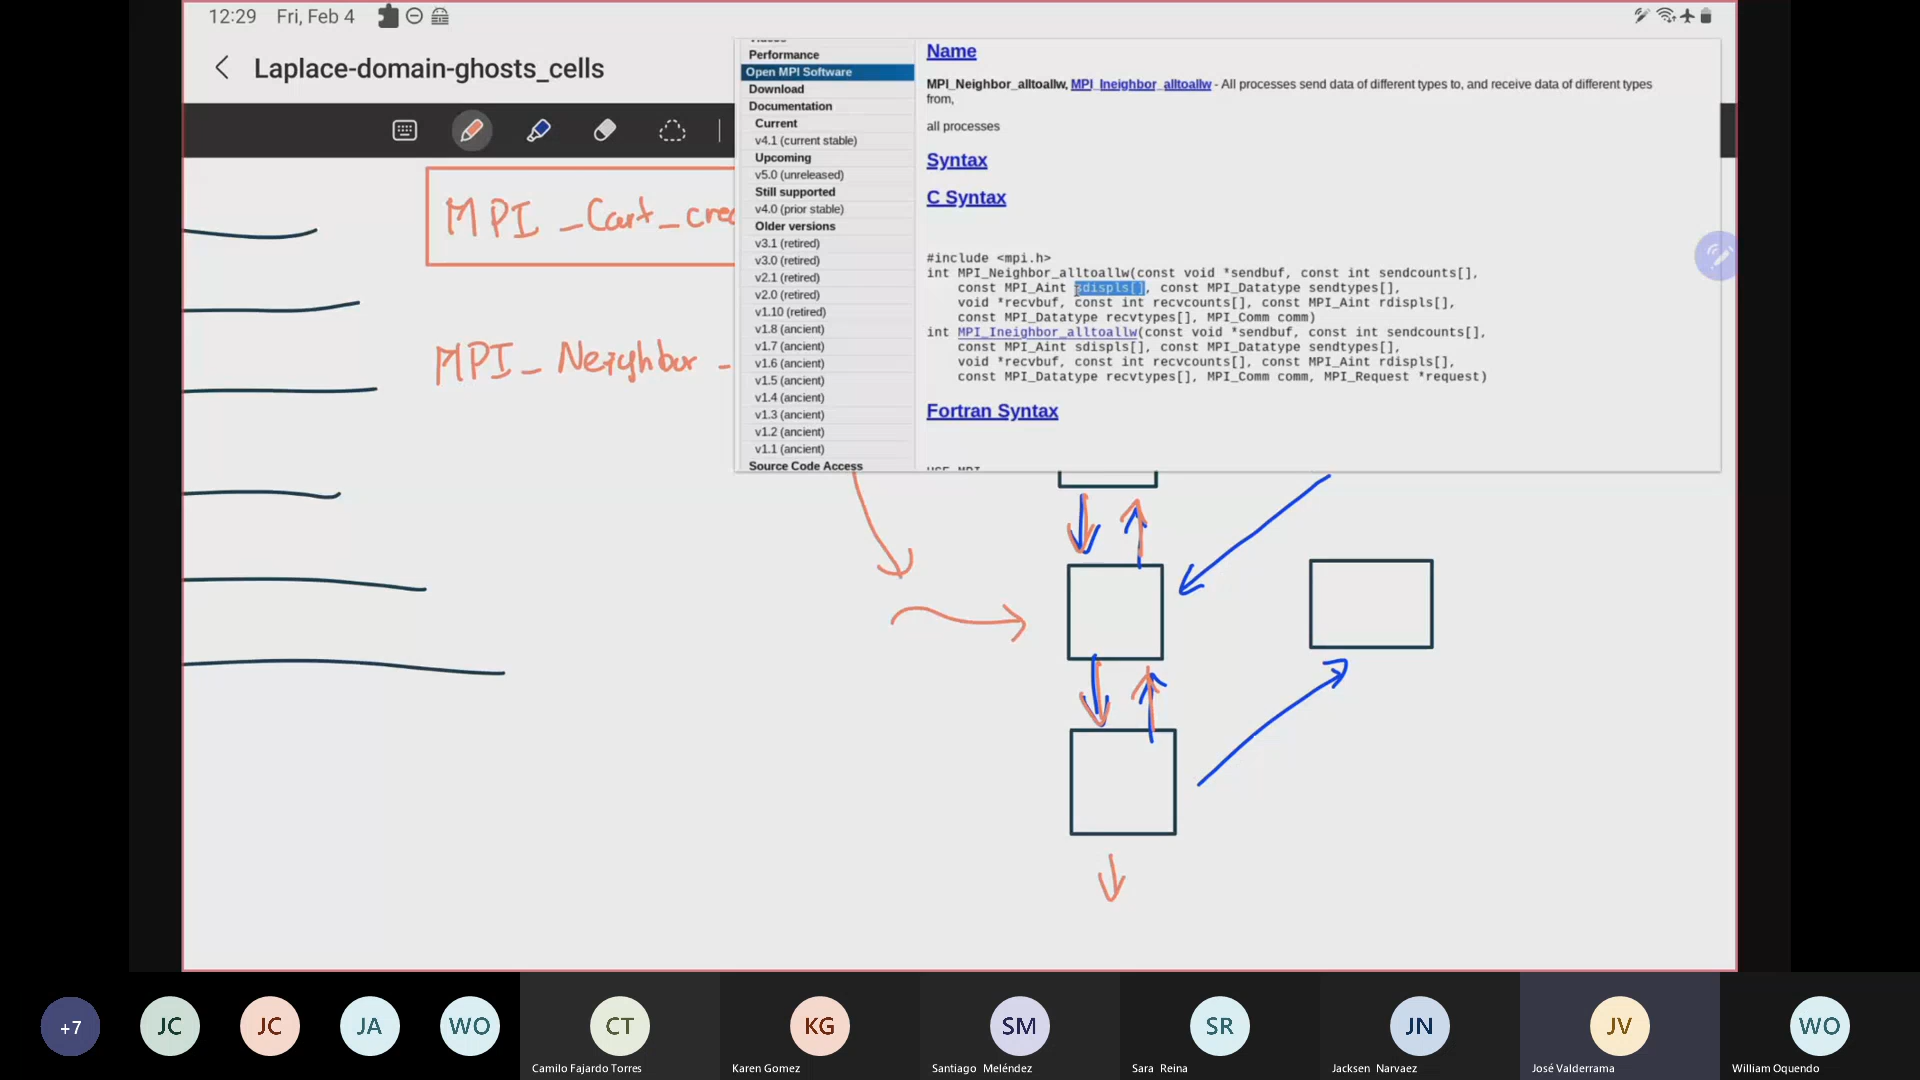 12:29 Fri, Feb 4
Laplace-domain-ghosts_cells
MPI_Cart_crea
MPI_Neighbor_
Performance
Open MPI Software
Download
Documentation
Current
v4.1 (current stable)
Upcoming
v5.0 (unreleased)
Still supported
v4.0 (prior stable)
Older versions
v3.1 (retired)
v3.0 (retired)
v2.1 (retired)
v2.0 (retired)
v1.10 (retired)
v1.8 (ancient)
v1.7 (ancient)
v1.6 (ancient)
v1.5 (ancient)
v1.4 (ancient)
v1.3 (ancient)
v1.2 (ancient)
v1.1 (ancient)
Source Code Access
Name
MPI_Neighbor_alltoallw, MPI_Ineighbor_alltoallw - All processes send data of different types to, and receive data of different types
from,
all processes
Syntax
C Syntax
#include <mpi.h>
int MPI_Neighbor_alltoallw(const void *sendbuf, const int sendcounts[],
const MPI_Aint sdispls[], const MPI_Datatype sendtypes[],
void *recvbuf, const int recvcounts[], const MPI_Aint rdispls[],
const MPI_Datatype recvtypes[], MPI_Comm comm)
int MPI_Ineighbor_alltoallw(const void *sendbuf, const int sendcounts[],
const MPI_Aint sdispls[], const MPI_Datatype sendtypes[],
void *recvbuf, const int recvcounts[], const MPI_Aint rdispls[],
const MPI_Datatype recvtypes[], MPI_Comm comm, MPI_Request *request)
Fortran Syntax
+7 JC JC JA WO CT KG SM SR JN JV WO
Camilo Fajardo Torres Karen Gomez Santiago Meléndez Sara Reina Jacksen Narvaez José Valderrama William Oquendo